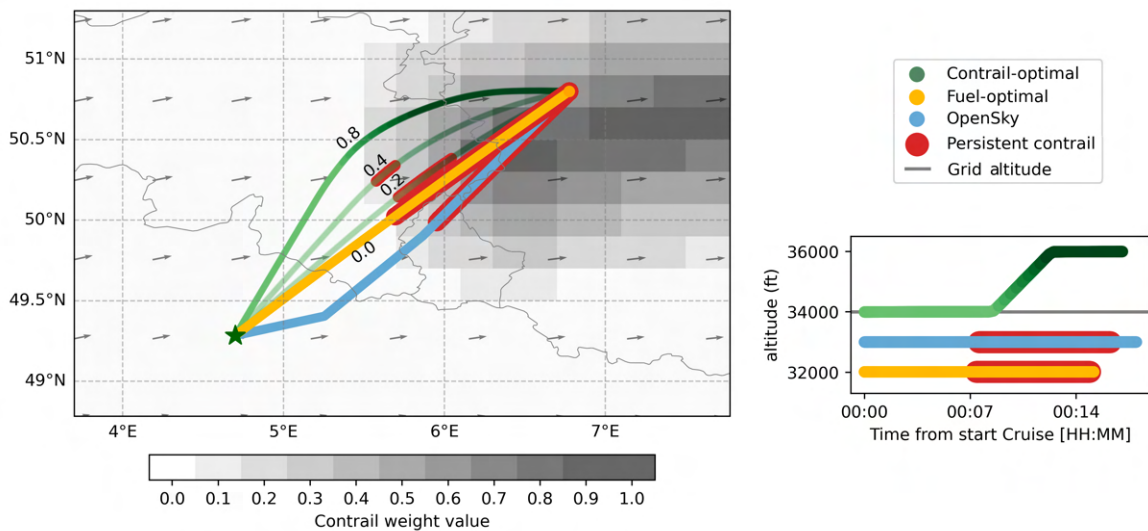 51°N
50.5°N
50°N
49.5°N
49°N
4°E
5°E
6°E
7°E
0.8
0.4
0.2
0.0
0.0 0.1 0.2 0.3 0.4 0.5 0.6 0.7 0.8 0.9 1.0
Contrail weight value
Contrail-optimal
Fuel-optimal
OpenSky
Persistent contrail
Grid altitude
altitude (ft)
36000
34000
32000
00:00 00:07 00:14
Time from start Cruise [HH:MM]